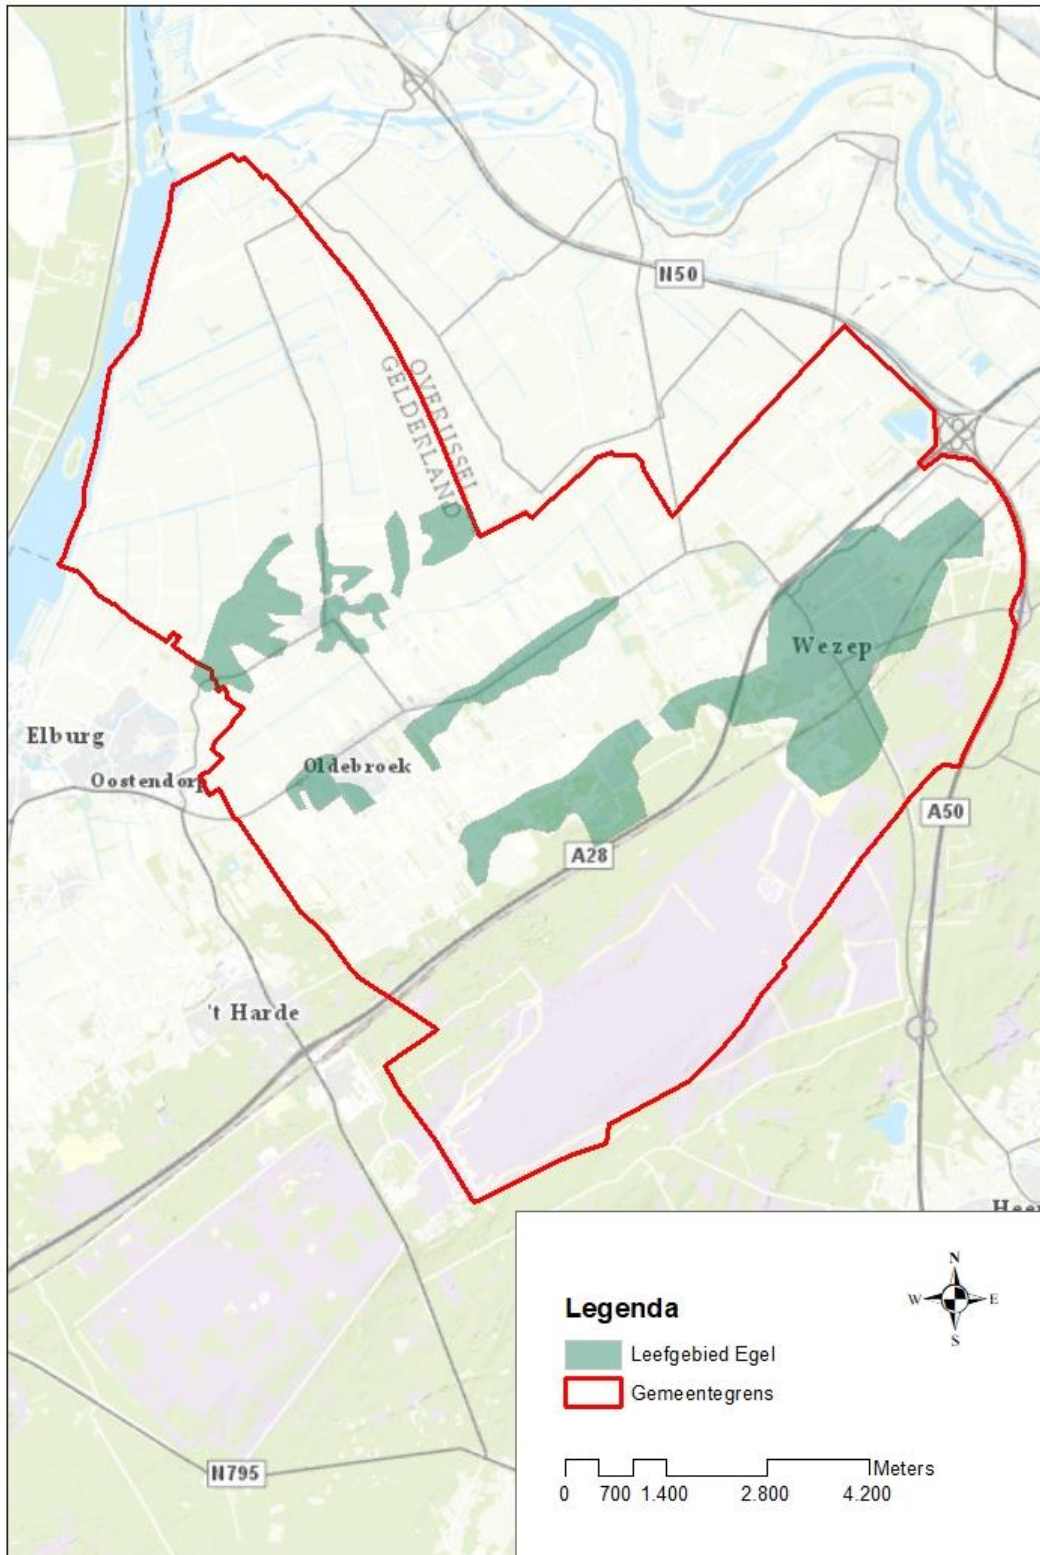 N50
OVERIJSSEL
GELDERLAND
Wezep
Elburg
Oldebroek
Oostendorp
A50
A28
't Harde
Hee
N
W E
S
Legenda
Leefgebied Egel
Gemeentegrens
Meters
0 700 1.400 2.800 4.200
N795